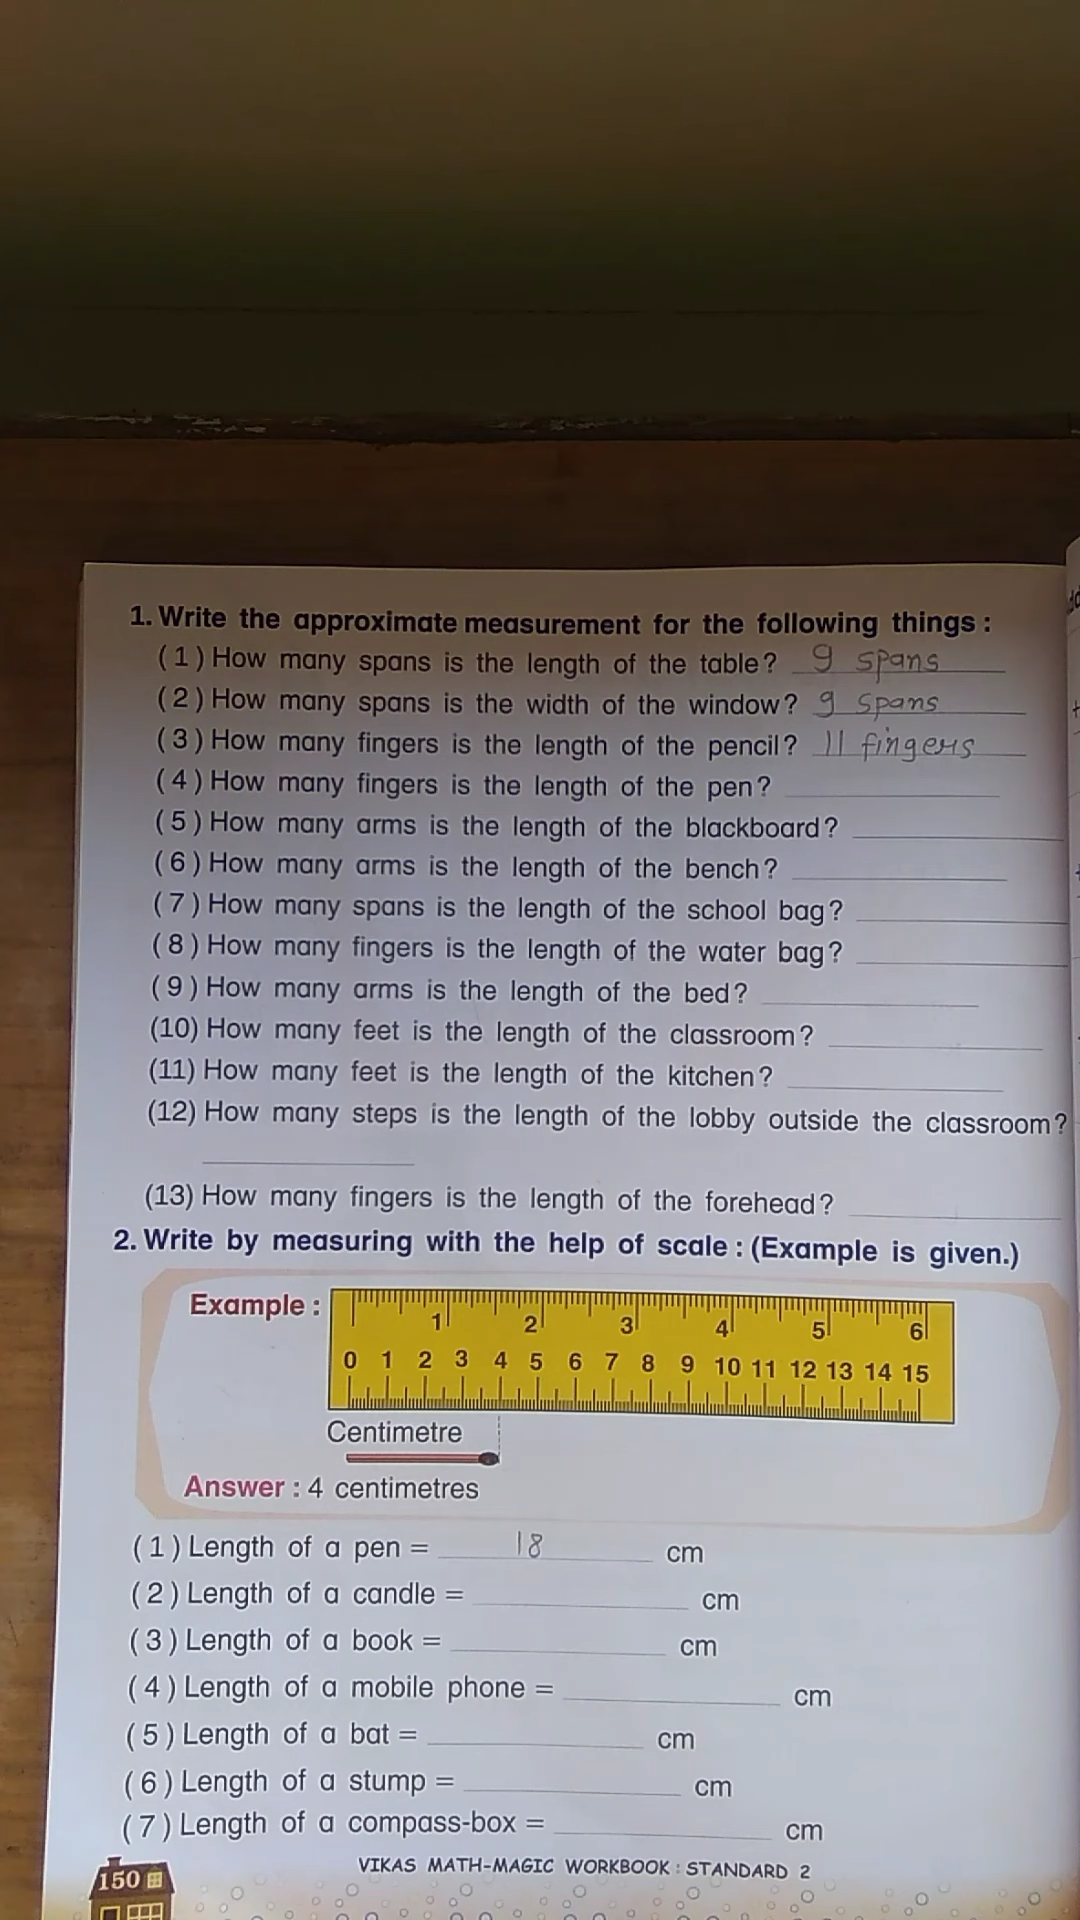 1. Write the approximate measurement for the following things :
(1) How many spans is the length of the table? 9 spans
(2) How many spans is the width of the window? 9 spans
(3) How many fingers is the length of the pencil? 11 fingers
(4) How many fingers is the length of the pen?
(5) How many arms is the length of the blackboard?
(6) How many arms is the length of the bench?
(7) How many spans is the length of the school bag?
(8) How many fingers is the length of the water bag?
(9) How many arms is the length of the bed?
(10) How many feet is the length of the classroom?
(11) How many feet is the length of the kitchen?
(12) How many steps is the length of the lobby outside the classroom?
(13) How many fingers is the length of the forehead?
2. Write by measuring with the help of scale : (Example is given.)
Example :
1 2 3 4 5 6
0 1 2 3 4 5 6 7 8 9 10 11 12 13 14 15
Centimetre
Answer : 4 centimetres
(1) Length of a pen = 18 cm
(2) Length of a candle = cm
(3) Length of a book = cm
(4) Length of a mobile phone = cm
(5) Length of a bat = cm
(6) Length of a stump = cm
(7) Length of a compass-box = cm
150 VIKAS MATH-MAGIC WORKBOOK : STANDARD 2